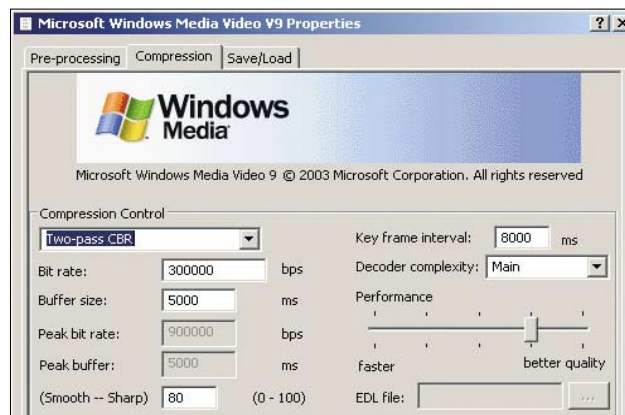 Microsoft Windows Media Video V9 Properties
Pre-processing Compression Save/Load
Windows
Media
Microsoft Windows Media Video 9 © 2003 Microsoft Corporation. All rights reserved
Compression Control
Two-pass CBR
Bit rate: 300000 bps
Buffer size: 5000 ms
Peak bit rate: 900000 bps
Peak buffer: 5000 ms
(Smooth -- Sharp) 80 (0 - 100)
Key frame interval: 8000 ms
Decoder complexity: Main
Performance
faster better quality
EDL file: ...